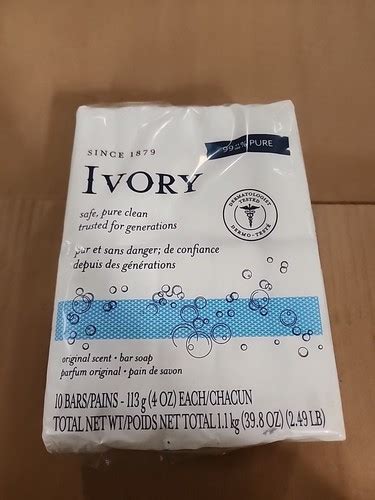 99 44/100% PURE
SINCE 1879
IVORY
DERMATOLOGIST
TESTED
DERMO-TESTÉ
safe, pure clean
trusted for generations
pur et sans danger; de confiance
depuis des générations
original scent • bar soap
parfum original • pain de savon
10 BARS/PAINS - 113 g (4 OZ) EACH/CHACUN
TOTAL NET WT/POIDS NET TOTAL 1.1 kg (39.8 OZ) (2.49 LB)